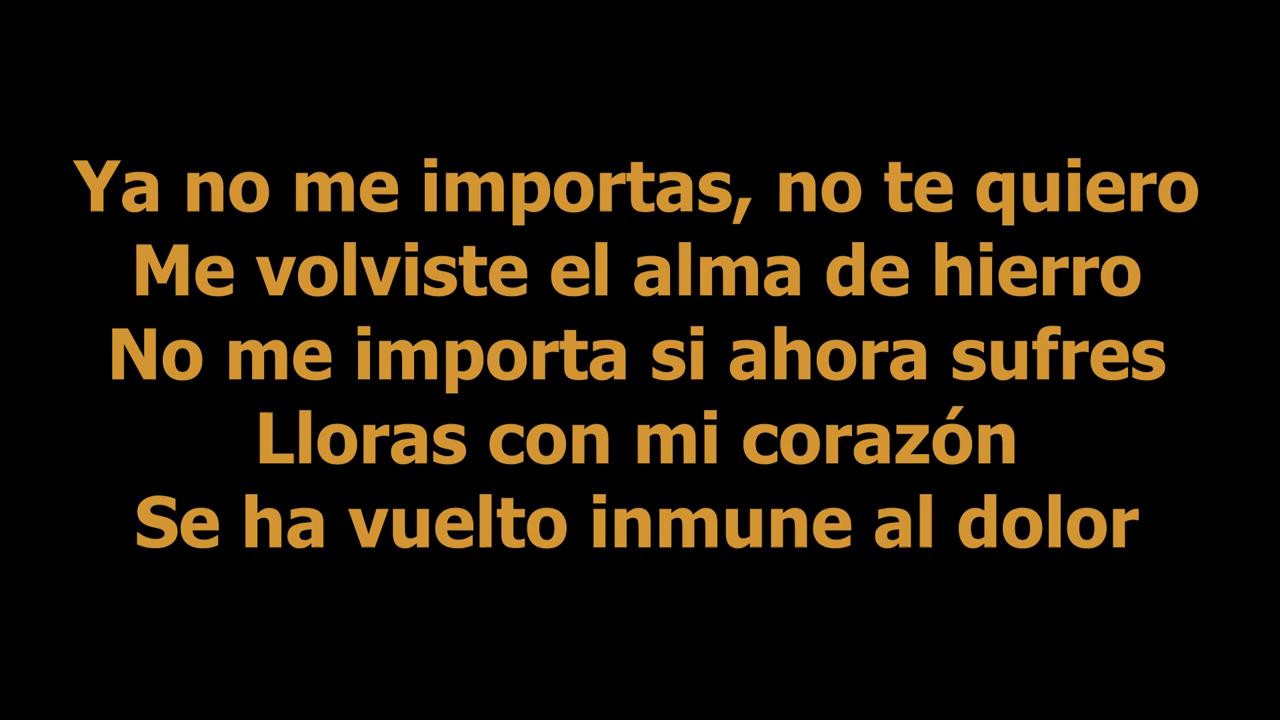 Ya no me importas, no te quiero
Me volviste el alma de hierro
No me importa si ahora sufres
Lloras con mi corazón
Se ha vuelto inmune al dolor